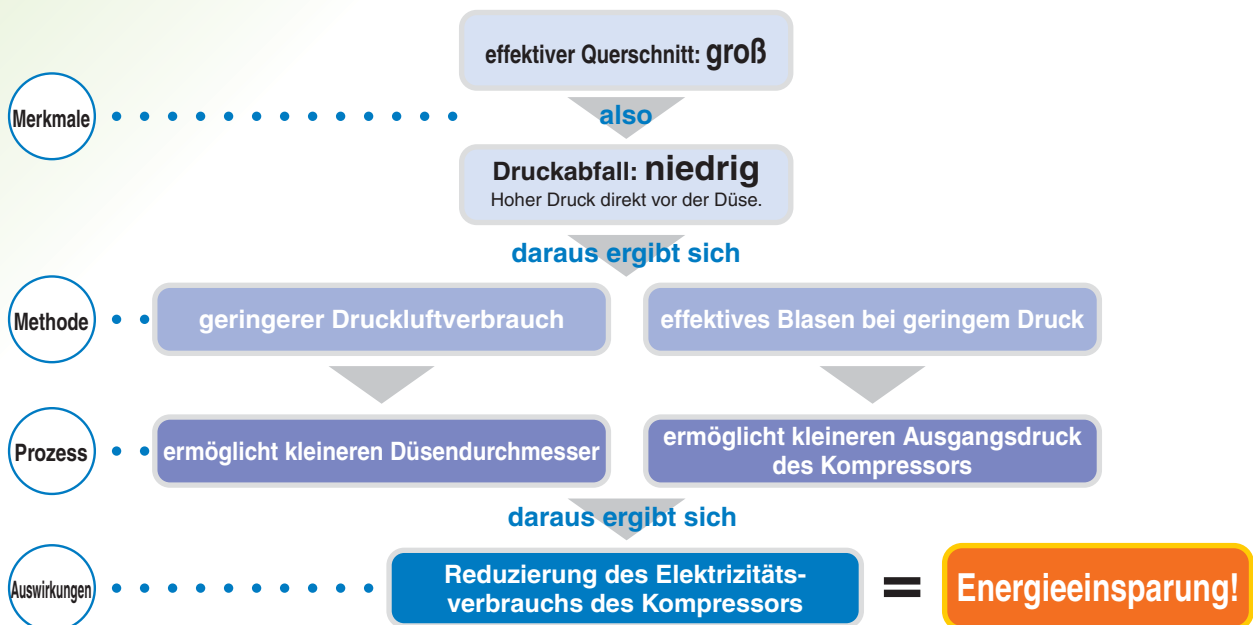 effektiver Querschnitt: groß
Merkmale
also
Druckabfall: niedrig
Hoher Druck direkt vor der Düse.
daraus ergibt sich
Methode
geringerer Druckluftverbrauch
effektives Blasen bei geringem Druck
Prozess
ermöglicht kleineren Düsendurchmesser
ermöglicht kleineren Ausgangsdruck
des Kompressors
daraus ergibt sich
Auswirkungen
Reduzierung des Elektrizitäts-
verbrauchs des Kompressors
=
Energieeinsparung!